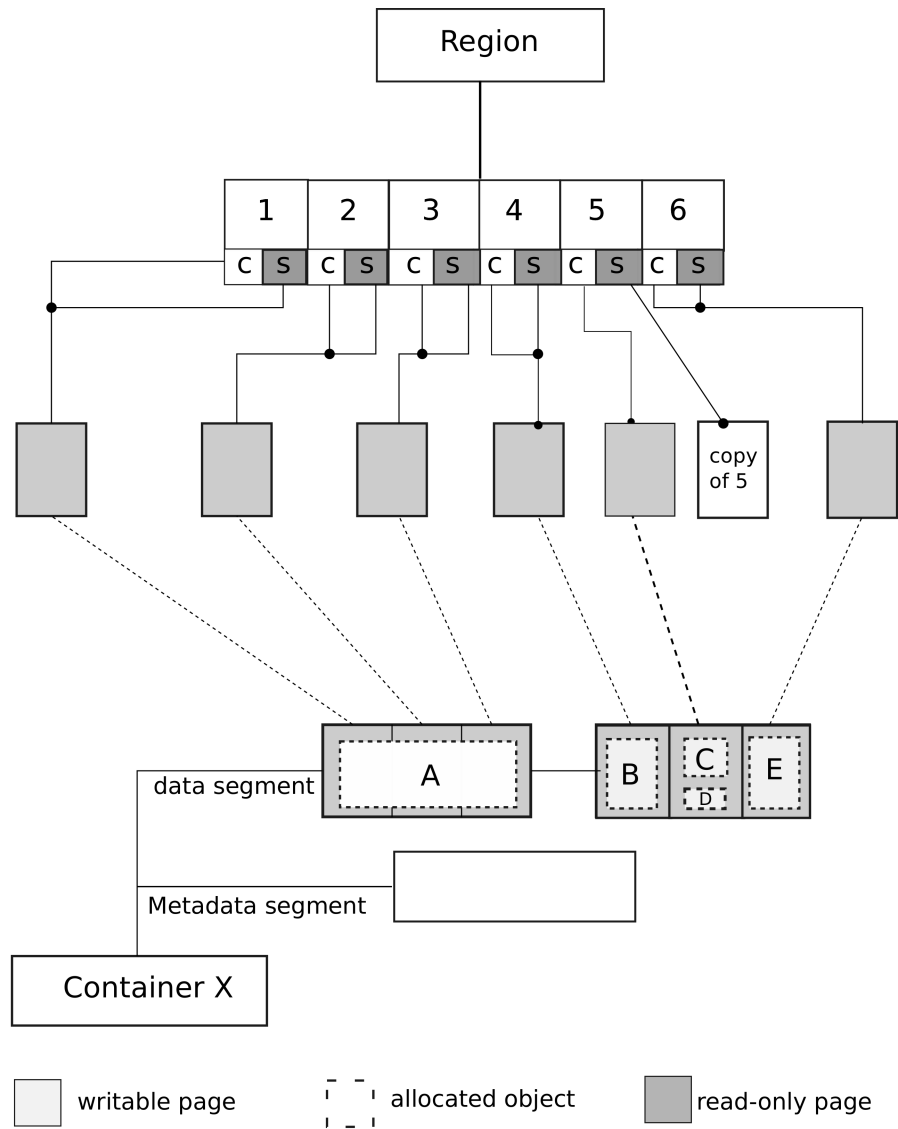 Region
1 2 3 4 5 6
c s c s c s c s c s c s
copy
of 5
data segment
A
B
C
D
E
Metadata segment
Container X
writable page
allocated object
read-only page